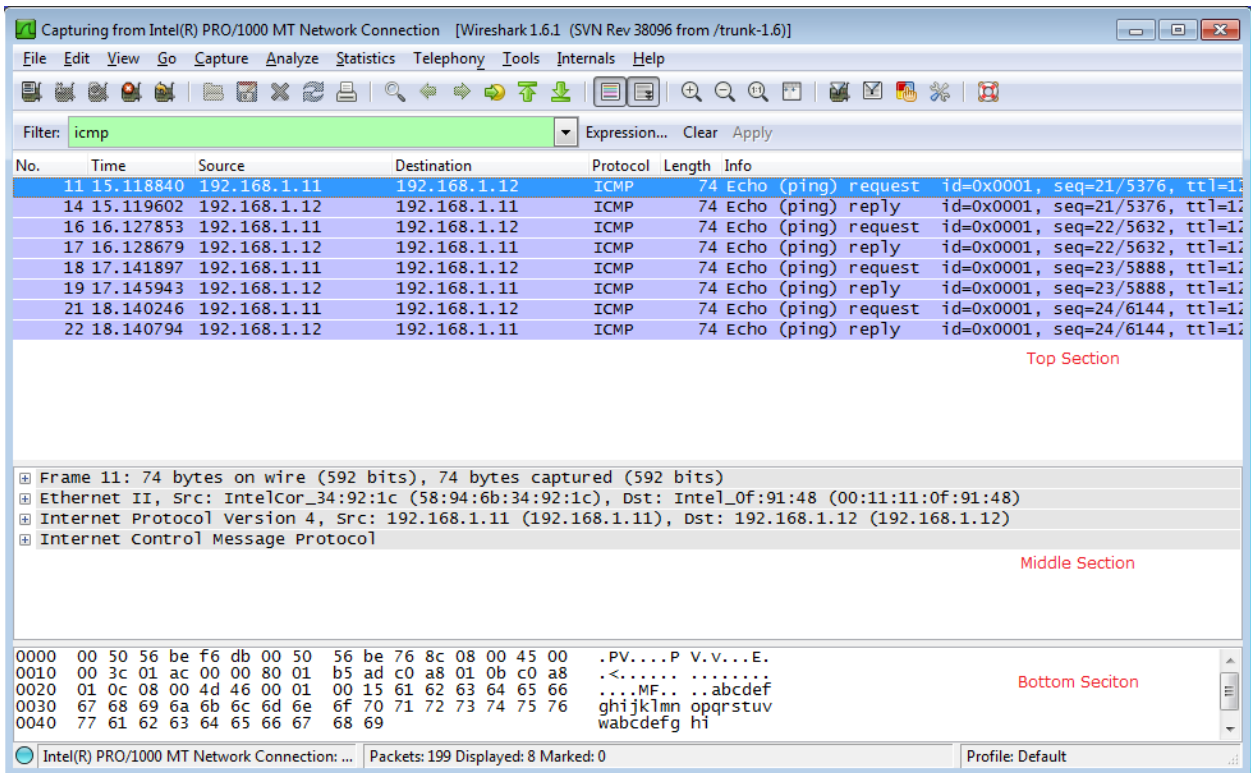 Capturing from Intel(R) PRO/1000 MT Network Connection [Wireshark 1.6.1 (SVN Rev 38096 from /trunk-1.6)]
File Edit View Go Capture Analyze Statistics Telephony Tools Internals Help
Filter: icmp Expression... Clear Apply
No. Time Source Destination Protocol Length Info
11 15.118840 192.168.1.11 192.168.1.12 ICMP 74 Echo (ping) request id=0x0001, seq=21/5376, ttl=12
14 15.119602 192.168.1.12 192.168.1.11 ICMP 74 Echo (ping) reply id=0x0001, seq=21/5376, ttl=12
16 16.127853 192.168.1.11 192.168.1.12 ICMP 74 Echo (ping) request id=0x0001, seq=22/5632, ttl=12
17 16.128679 192.168.1.12 192.168.1.11 ICMP 74 Echo (ping) reply id=0x0001, seq=22/5632, ttl=12
18 17.141897 192.168.1.11 192.168.1.12 ICMP 74 Echo (ping) request id=0x0001, seq=23/5888, ttl=12
19 17.145943 192.168.1.12 192.168.1.11 ICMP 74 Echo (ping) reply id=0x0001, seq=23/5888, ttl=12
21 18.140246 192.168.1.11 192.168.1.12 ICMP 74 Echo (ping) request id=0x0001, seq=24/6144, ttl=12
22 18.140794 192.168.1.12 192.168.1.11 ICMP 74 Echo (ping) reply id=0x0001, seq=24/6144, ttl=12
Top Section
Frame 11: 74 bytes on wire (592 bits), 74 bytes captured (592 bits)
Ethernet II, Src: IntelCor_34:92:1c (58:94:6b:34:92:1c), Dst: Intel_0f:91:48 (00:11:11:0f:91:48)
Internet Protocol Version 4, Src: 192.168.1.11 (192.168.1.11), Dst: 192.168.1.12 (192.168.1.12)
Internet Control Message Protocol
Middle Section
0000 00 50 56 be f6 db 00 50 56 be 76 8c 08 00 45 00 .PV....P V.v...E.
0010 00 3c 01 ac 00 00 80 01 b5 ad c0 a8 01 0b c0 a8 .<...... ........
0020 01 0c 08 00 4d 46 00 01 00 15 61 62 63 64 65 66 ....MF.. ..abcdef
0030 67 68 69 6a 6b 6c 6d 6e 6f 70 71 72 73 74 75 76 ghijklmn opqrstuv
0040 77 61 62 63 64 65 66 67 68 69 wabcdefg hi
Bottom Seciton
Intel(R) PRO/1000 MT Network Connection: ... Packets: 199 Displayed: 8 Marked: 0 Profile: Default